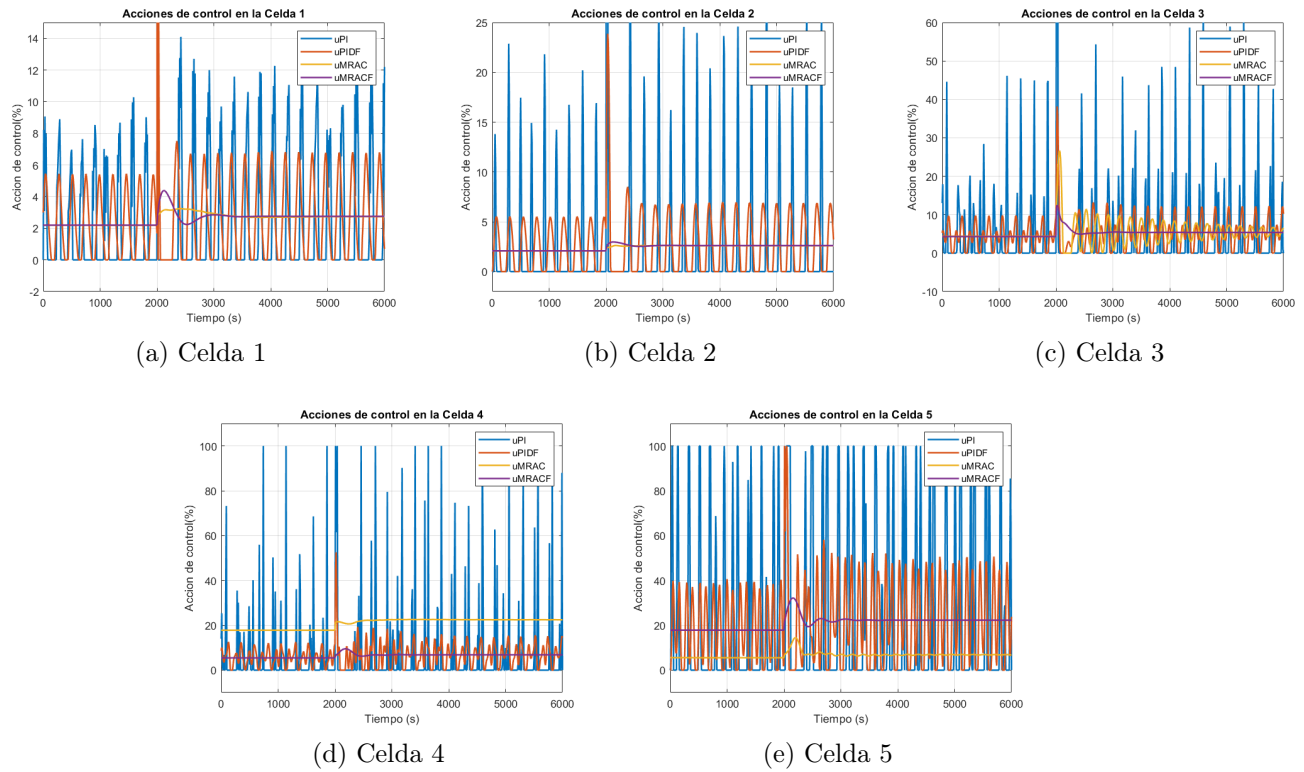 Acciones de control en la Celda 1
Accion de control(%)
14
12
10
8
6
4
2
0
-2
0 1000 2000 3000 4000 5000 6000
Tiempo (s)
uPI
uPIDF
uMRAC
uMRACF
(a) Celda 1
Acciones de control en la Celda 2
Accion de control(%)
25
20
15
10
5
0
0 1000 2000 3000 4000 5000 6000
Tiempo (s)
uPI
uPIDF
uMRAC
uMRACF
(b) Celda 2
Acciones de control en la Celda 3
Accion de control(%)
60
50
40
30
20
10
0
-10
0 1000 2000 3000 4000 5000 6000
Tiempo (s)
uPI
uPIDF
uMRAC
uMRACF
(c) Celda 3
Acciones de control en la Celda 4
Accion de control(%)
100
80
60
40
20
0
0 1000 2000 3000 4000 5000 6000
Tiempo (s)
uPI
uPIDF
uMRAC
uMRACF
(d) Celda 4
Acciones de control en la Celda 5
Accion de control(%)
100
80
60
40
20
0
0 1000 2000 3000 4000 5000 6000
Tiempo (s)
uPI
uPIDF
uMRAC
uMRACF
(e) Celda 5